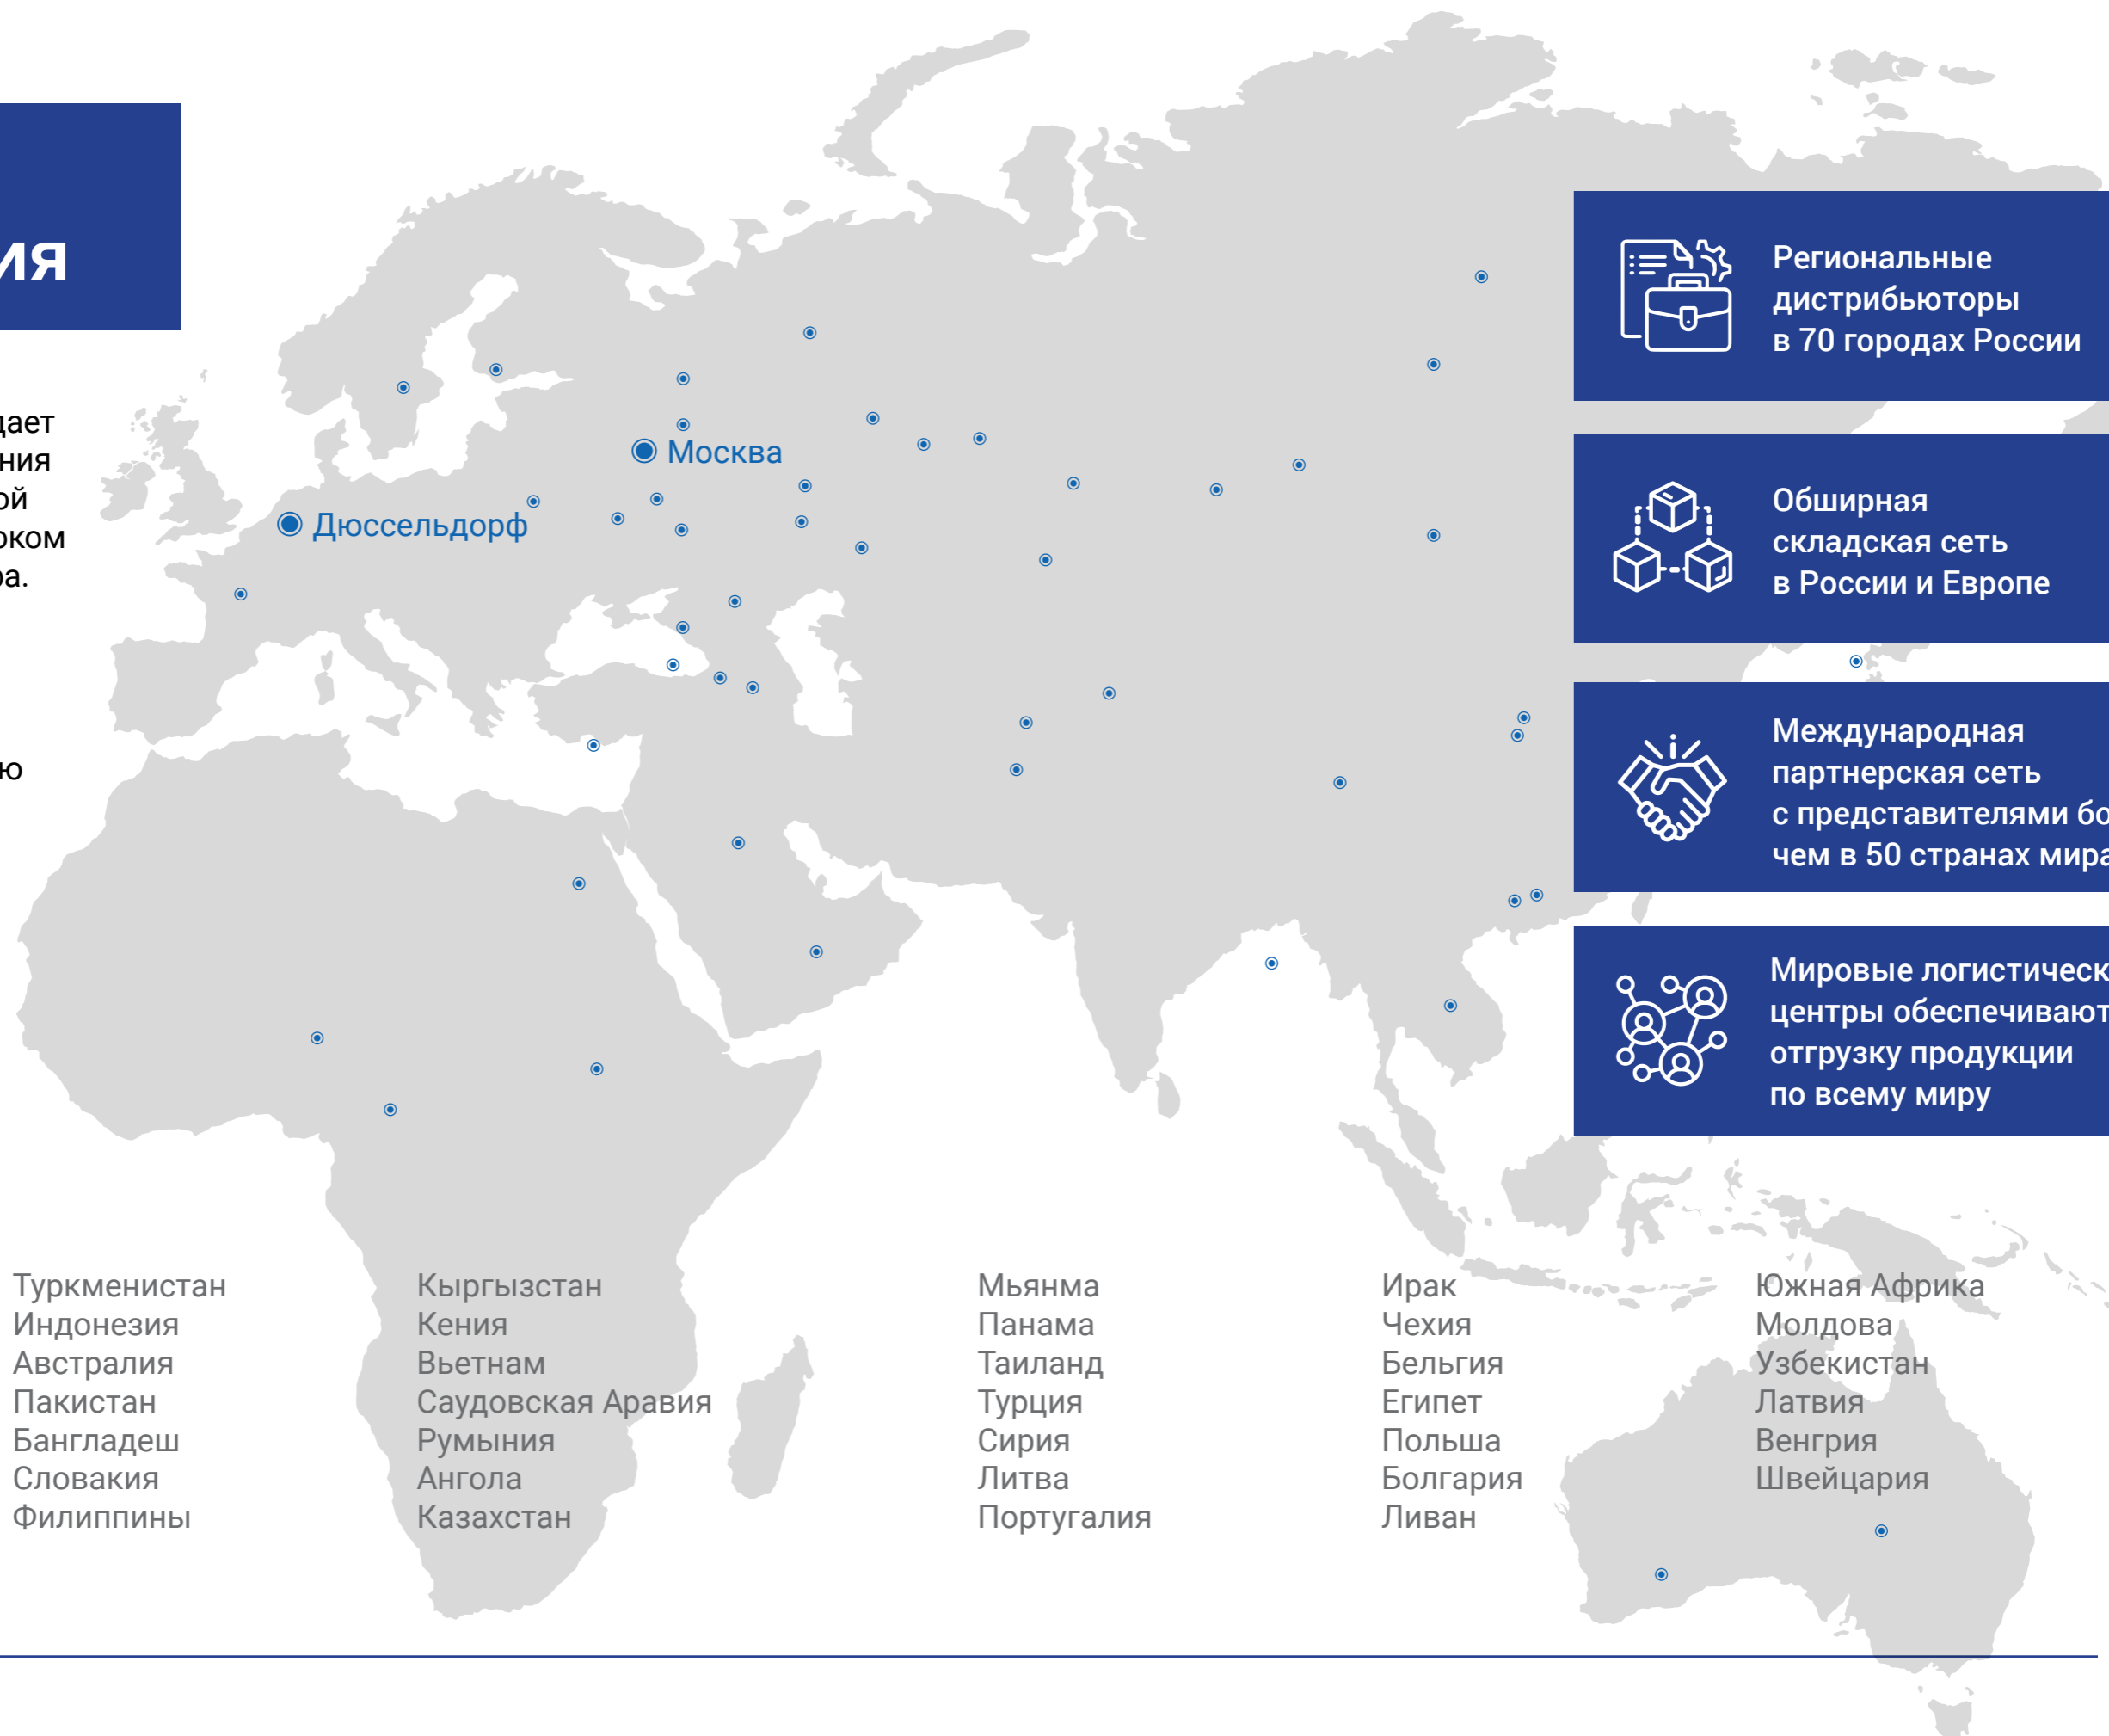 ия
дает
ния
ой
оком
ра.
ю
Москва
Дюссельдорф
Региональные
дистрибьюторы
в 70 городах России
Обширная
складская сеть
в России и Европе
Международная
партнерская сеть
с представителями бо
чем в 50 странах мира
Мировые логистическ
центры обеспечивают
отгрузку продукции
по всему миру
Туркменистан
Индонезия
Австралия
Пакистан
Бангладеш
Словакия
Филиппины
Кыргызстан
Кения
Вьетнам
Саудовская Аравия
Румыния
Ангола
Казахстан
Мьянма
Панама
Таиланд
Турция
Сирия
Литва
Португалия
Ирак
Чехия
Бельгия
Египет
Польша
Болгария
Ливан
Южная Африка
Молдова
Узбекистан
Латвия
Венгрия
Швейцария